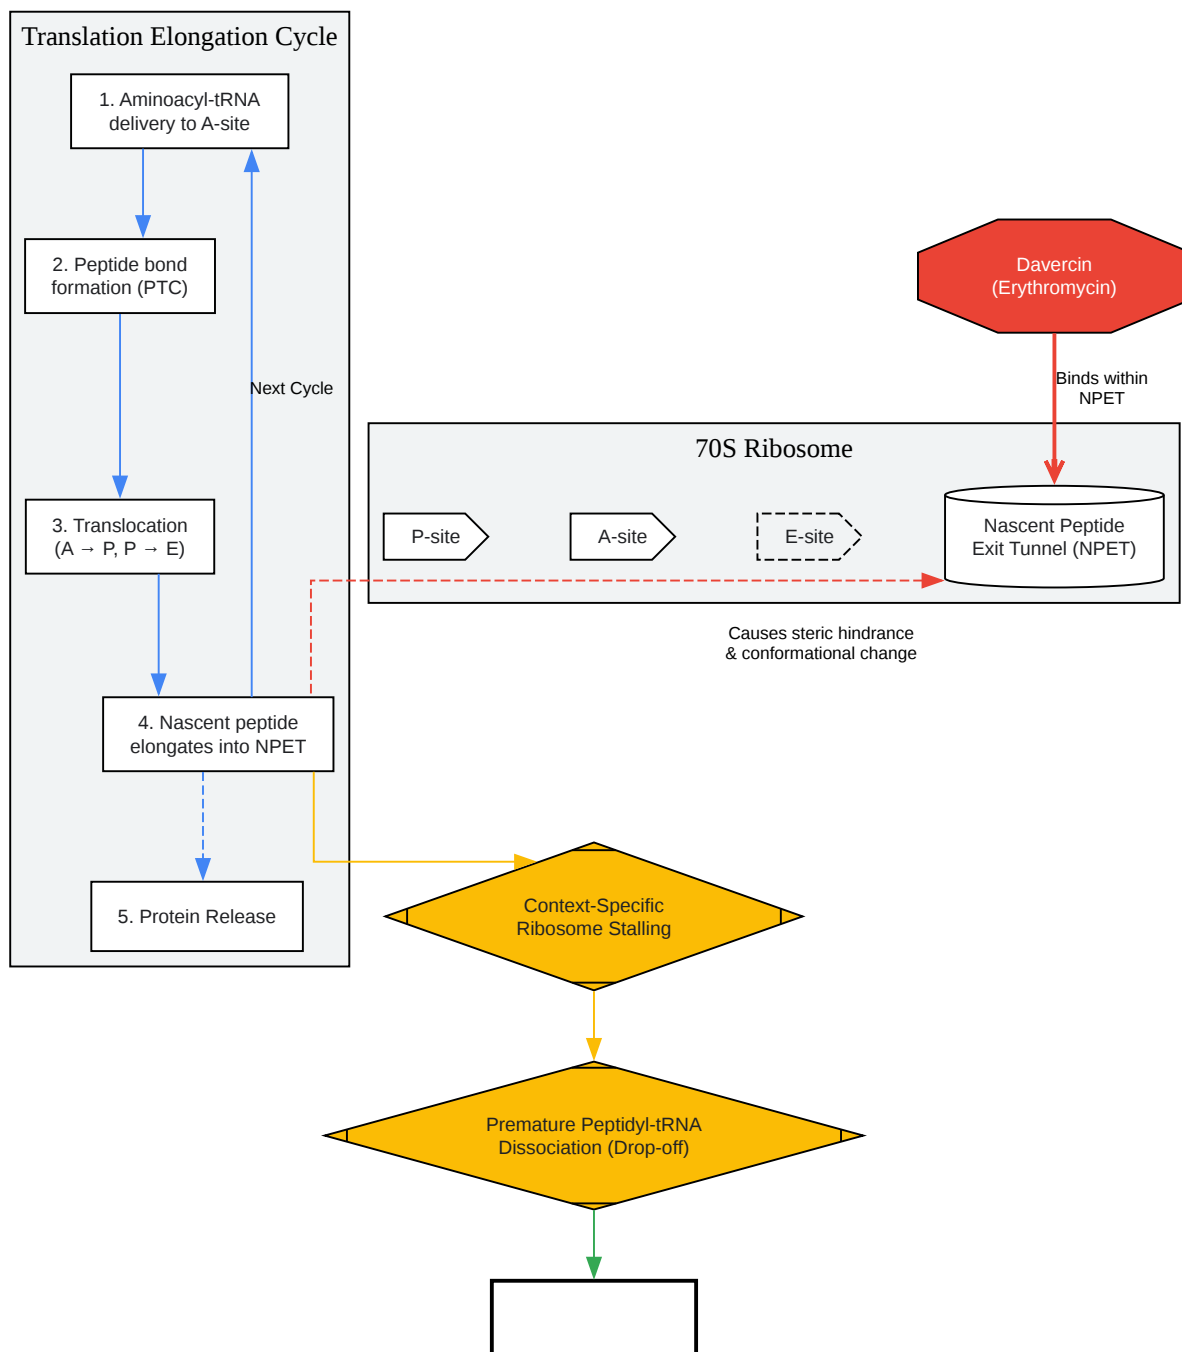 Translation Elongation Cycle
1. Aminoacyl-tRNA
delivery to A-site
2. Peptide bond
formation (PTC)
Next Cycle
3. Translocation
(A → P, P → E)
4. Nascent peptide
elongates into NPET
5. Protein Release
Davercin
(Erythromycin)
Binds within
NPET
70S Ribosome
P-site
A-site
E-site
Nascent Peptide
Exit Tunnel (NPET)
Causes steric hindrance
& conformational change
Context-Specific
Ribosome Stalling
Premature Peptidyl-tRNA
Dissociation (Drop-off)